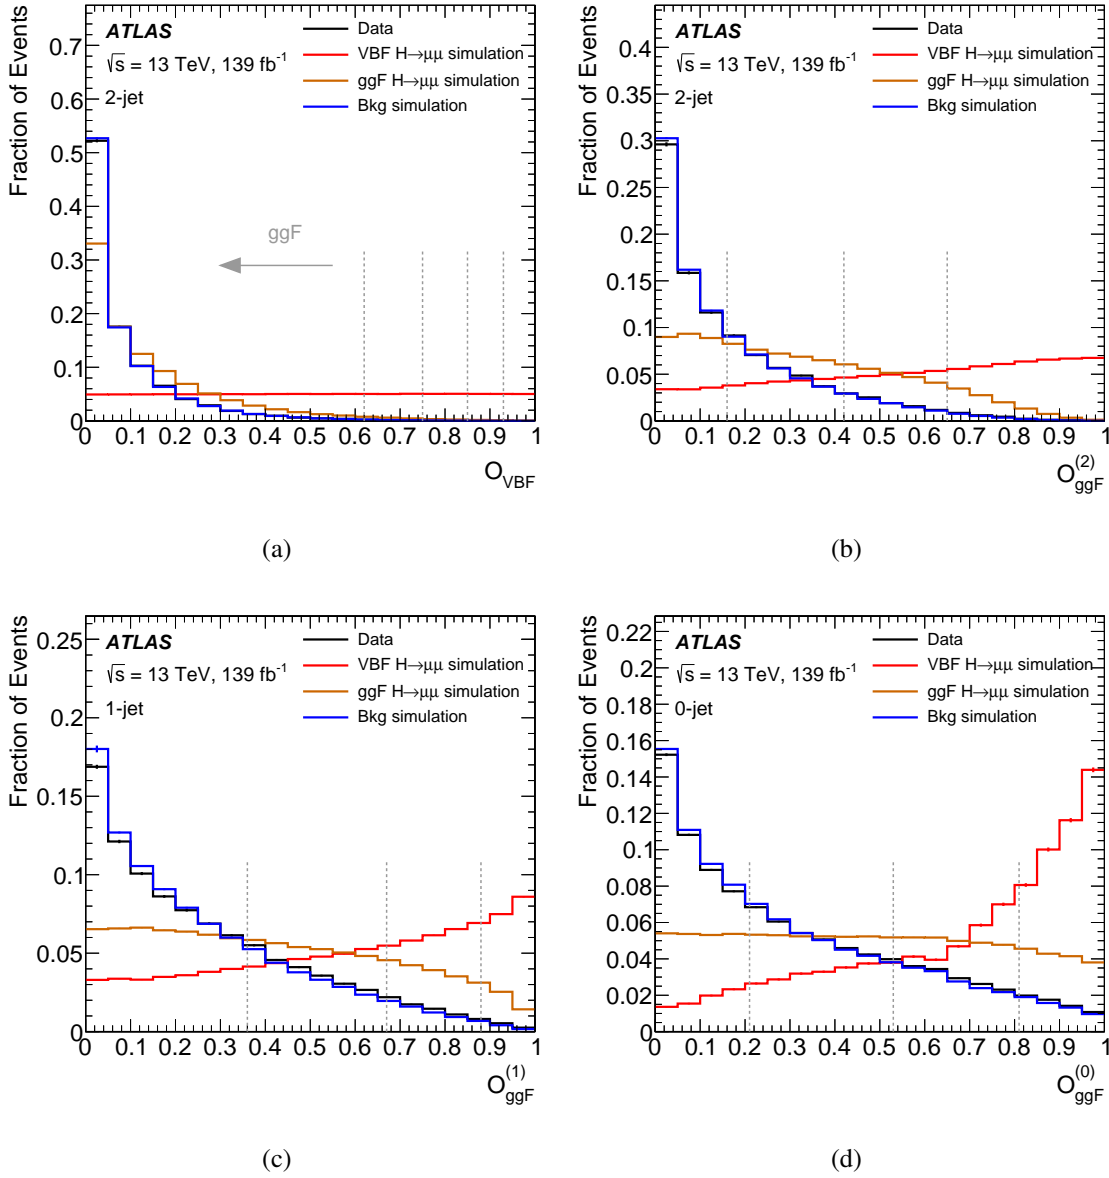 Fraction of Events
ATLAS
√s = 13 TeV, 139 fb⁻¹
2-jet
Data
VBF H→μμ simulation
ggF H→μμ simulation
Bkg simulation
ggF
0.7
0.6
0.5
0.4
0.3
0.2
0.1
0
0 0.1 0.2 0.3 0.4 0.5 0.6 0.7 0.8 0.9 1
O_VBF
(a)
Fraction of Events
ATLAS
√s = 13 TeV, 139 fb⁻¹
2-jet
Data
VBF H→μμ simulation
ggF H→μμ simulation
Bkg simulation
0.4
0.35
0.3
0.25
0.2
0.15
0.1
0.05
0
0 0.1 0.2 0.3 0.4 0.5 0.6 0.7 0.8 0.9 1
O_ggF^(2)
(b)
Fraction of Events
ATLAS
√s = 13 TeV, 139 fb⁻¹
1-jet
Data
VBF H→μμ simulation
ggF H→μμ simulation
Bkg simulation
0.25
0.2
0.15
0.1
0.05
0
0 0.1 0.2 0.3 0.4 0.5 0.6 0.7 0.8 0.9 1
O_ggF^(1)
(c)
Fraction of Events
ATLAS
√s = 13 TeV, 139 fb⁻¹
0-jet
Data
VBF H→μμ simulation
ggF H→μμ simulation
Bkg simulation
0.22
0.2
0.18
0.16
0.14
0.12
0.1
0.08
0.06
0.04
0.02
0
0 0.1 0.2 0.3 0.4 0.5 0.6 0.7 0.8 0.9 1
O_ggF^(0)
(d)